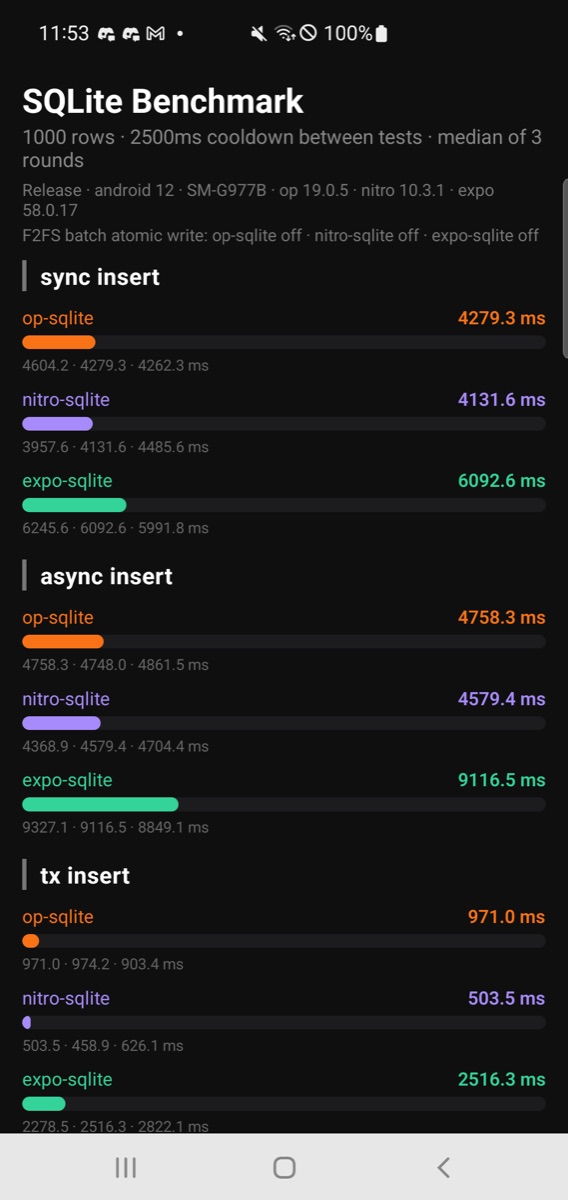 11:53 100%
SQLite Benchmark
1000 rows · 2500ms cooldown between tests · median of 3
rounds
Release · android 12 · SM-G977B · op 19.0.5 · nitro 10.3.1 · expo
58.0.17
F2FS batch atomic write: op-sqlite off · nitro-sqlite off · expo-sqlite off
sync insert
op-sqlite 4279.3 ms
4604.2 · 4279.3 · 4262.3 ms
nitro-sqlite 4131.6 ms
3957.6 · 4131.6 · 4485.6 ms
expo-sqlite 6092.6 ms
6245.6 · 6092.6 · 5991.8 ms
async insert
op-sqlite 4758.3 ms
4758.3 · 4748.0 · 4861.5 ms
nitro-sqlite 4579.4 ms
4368.9 · 4579.4 · 4704.4 ms
expo-sqlite 9116.5 ms
9327.1 · 9116.5 · 8849.1 ms
tx insert
op-sqlite 971.0 ms
971.0 · 974.2 · 903.4 ms
nitro-sqlite 503.5 ms
503.5 · 458.9 · 626.1 ms
expo-sqlite 2516.3 ms
2278.5 · 2516.3 · 2822.1 ms